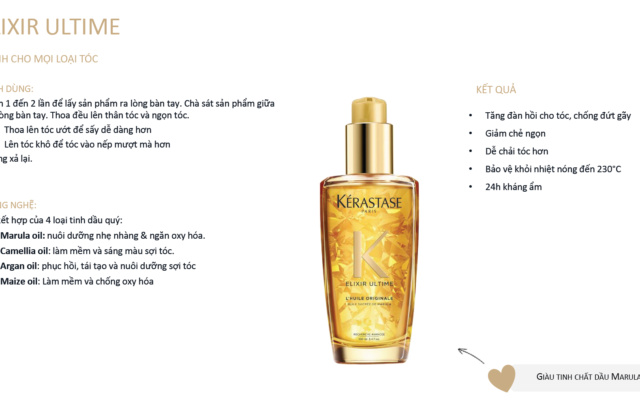 LIXIR ULTIME
NH CHO MỌI LOẠI TÓC
H DÙNG:
n 1 đến 2 lần để lấy sản phẩm ra lòng bàn tay. Chà sát sản phẩm giữa
lòng bàn tay. Thoa đều lên thân tóc và ngọn tóc.
Thoa lên tóc ướt để sấy dễ dàng hơn
Lên tóc khô để tóc vào nếp mượt mà hơn
ng xả lại.
NG NGHỆ:
kết hợp của 4 loại tinh dầu quý:
Marula oil: nuôi dưỡng nhẹ nhàng & ngăn oxy hóa.
Camellia oil: làm mềm và sáng màu sợi tóc.
Argan oil: phục hồi, tái tạo và nuôi dưỡng sợi tóc
Maize oil: Làm mềm và chống oxy hóa
KÉRASTASE
PARIS
K
ELIXIR ULTIME
L'HUILE ORIGINALE
KẾT QUẢ
• Tăng đàn hồi cho tóc, chống đứt gãy
• Giảm chẻ ngọn
• Dễ chải tóc hơn
• Bảo vệ khỏi nhiệt nóng đến 230°C
• 24h kháng ẩm
GIÀU TINH CHẤT DẦU MARULA